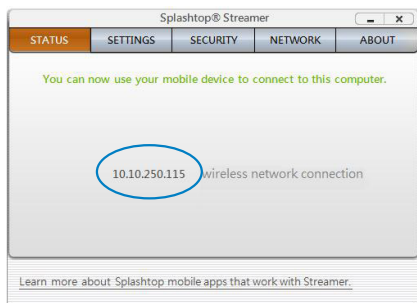 Splashtop® Streamer
STATUS SETTINGS SECURITY NETWORK ABOUT
You can now use your mobile device to connect to this computer.
10.10.250.115 wireless network connection
Learn more about Splashtop mobile apps that work with Streamer.